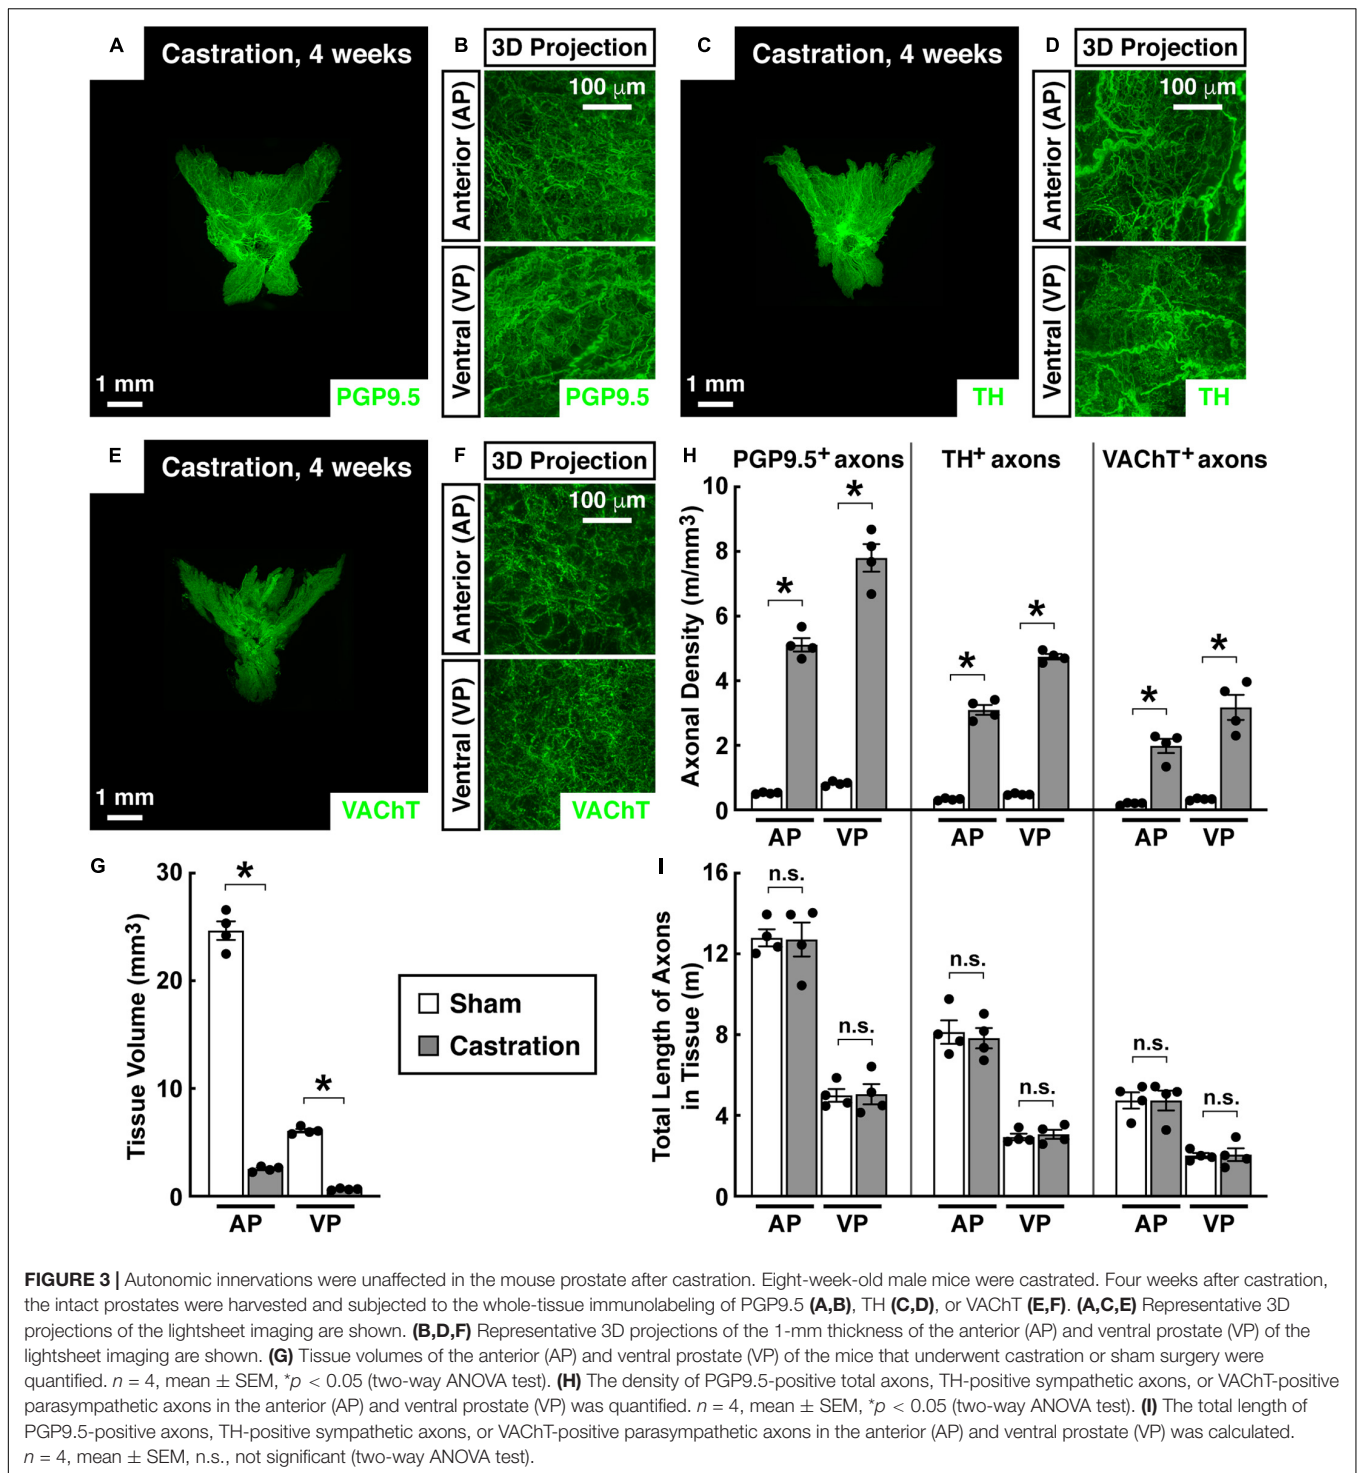 A
Castration, 4 weeks
1 mm
PGP9.5
B
3D Projection
Anterior (AP)
100 μm
Ventral (VP)
PGP9.5
C
Castration, 4 weeks
1 mm
TH
D
3D Projection
Anterior (AP)
100 μm
Ventral (VP)
TH
E
Castration, 4 weeks
1 mm
VAChT
F
3D Projection
Anterior (AP)
100 μm
Ventral (VP)
VAChT
H
PGP9.5+ axons
TH+ axons
VAChT+ axons
Axonal Density (m/mm3)
10
8
6
4
2
0
* * * * * *
AP VP AP VP AP VP
G
Tissue Volume (mm3)
30
20
10
0
* *
AP VP
Sham
Castration
I
Total Length of Axons
in Tissue (m)
16
12
8
4
0
n.s. n.s. n.s. n.s. n.s. n.s.
AP VP AP VP AP VP
FIGURE 3 | Autonomic innervations were unaffected in the mouse prostate after castration. Eight-week-old male mice were castrated. Four weeks after castration,
the intact prostates were harvested and subjected to the whole-tissue immunolabeling of PGP9.5 (A,B), TH (C,D), or VAChT (E,F). (A,C,E) Representative 3D
projections of the lightsheet imaging are shown. (B,D,F) Representative 3D projections of the 1-mm thickness of the anterior (AP) and ventral prostate (VP) of the
lightsheet imaging are shown. (G) Tissue volumes of the anterior (AP) and ventral prostate (VP) of the mice that underwent castration or sham surgery were
quantified. n = 4, mean ± SEM, *p < 0.05 (two-way ANOVA test). (H) The density of PGP9.5-positive total axons, TH-positive sympathetic axons, or VAChT-positive
parasympathetic axons in the anterior (AP) and ventral prostate (VP) was quantified. n = 4, mean ± SEM, *p < 0.05 (two-way ANOVA test). (I) The total length of
PGP9.5-positive axons, TH-positive sympathetic axons, or VAChT-positive parasympathetic axons in the anterior (AP) and ventral prostate (VP) was calculated.
n = 4, mean ± SEM, n.s., not significant (two-way ANOVA test).